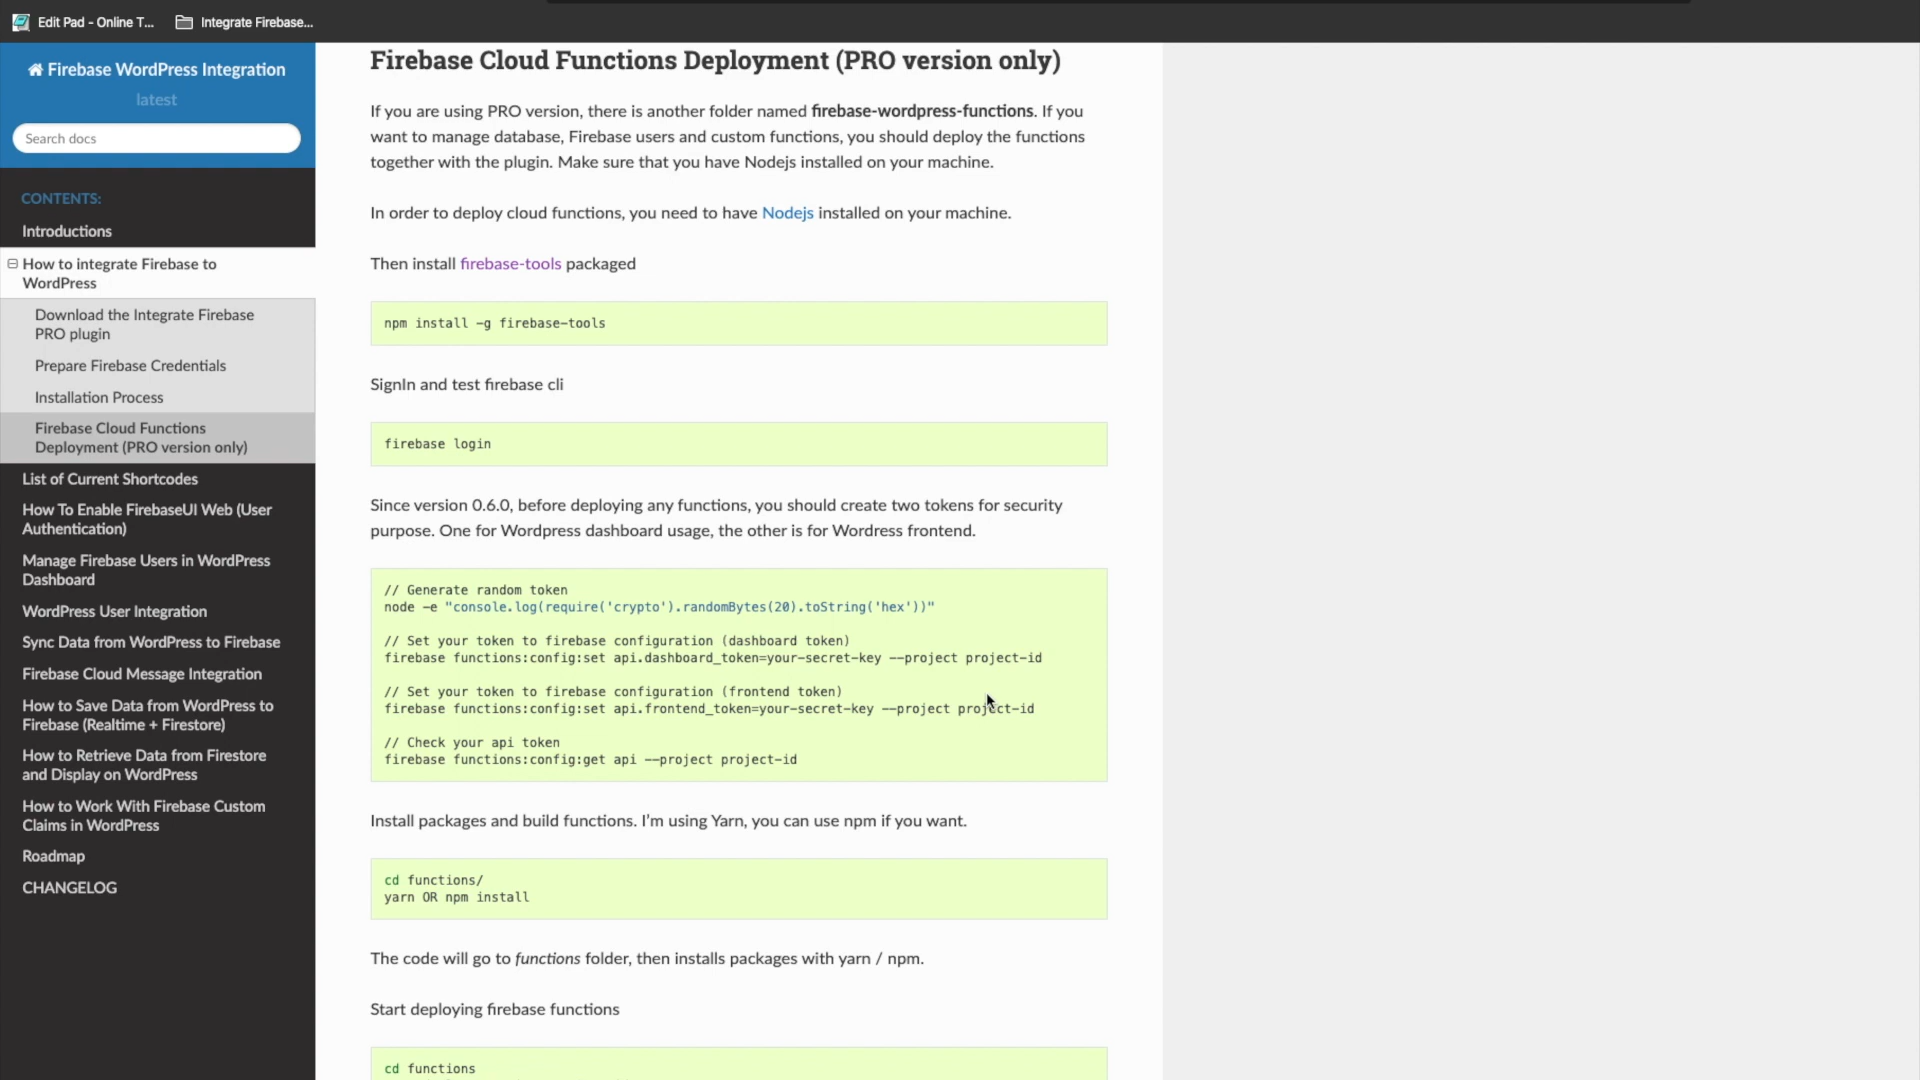 Edit Pad - Online T...
Integrate Firebase...
Firebase WordPress Integration
latest
Search docs
CONTENTS:
Introductions
How to integrate Firebase to
WordPress
Download the Integrate Firebase
PRO plugin
Prepare Firebase Credentials
Installation Process
Firebase Cloud Functions
Deployment (PRO version only)
List of Current Shortcodes
How To Enable FirebaseUI Web (User
Authentication)
Manage Firebase Users in WordPress
Dashboard
WordPress User Integration
Sync Data from WordPress to Firebase
Firebase Cloud Message Integration
How to Save Data from WordPress to
Firebase (Realtime + Firestore)
How to Retrieve Data from Firestore
and Display on WordPress
How to Work With Firebase Custom
Claims in WordPress
Roadmap
CHANGELOG
Firebase Cloud Functions Deployment (PRO version only)
If you are using PRO version, there is another folder named firebase-wordpress-functions. If you
want to manage database, Firebase users and custom functions, you should deploy the functions
together with the plugin. Make sure that you have Nodejs installed on your machine.
In order to deploy cloud functions, you need to have Nodejs installed on your machine.
Then install firebase-tools packaged
npm install -g firebase-tools
SignIn and test firebase cli
firebase login
Since version 0.6.0, before deploying any functions, you should create two tokens for security
purpose. One for Wordpress dashboard usage, the other is for Wordress frontend.
// Generate random token
node -e "console.log(require('crypto').randomBytes(20).toString('hex'))"
// Set your token to firebase configuration (dashboard token)
firebase functions:config:set api.dashboard_token=your-secret-key --project project-id
// Set your token to firebase configuration (frontend token)
firebase functions:config:set api.frontend_token=your-secret-key --project project-id
// Check your api token
firebase functions:config:get api --project project-id
Install packages and build functions. I'm using Yarn, you can use npm if you want.
cd functions/
yarn OR npm install
The code will go to functions folder, then installs packages with yarn / npm.
Start deploying firebase functions
cd functions